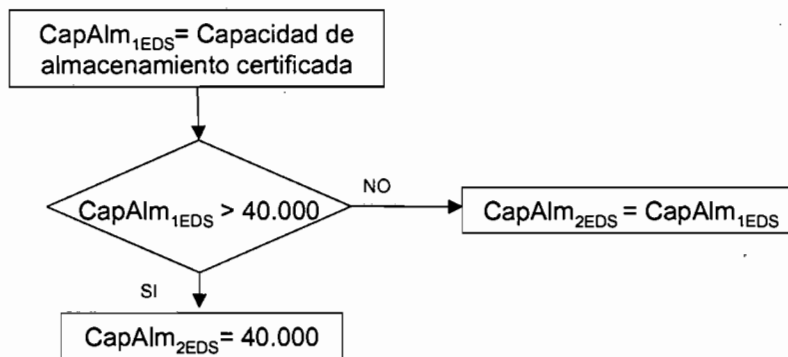 CapAlm1EDS= Capacidad de
almacenamiento certificada
CapAlm1EDS > 40.000
NO
CapAlm2EDS = CapAlm1EDS
SI
CapAlm2EDS= 40.000